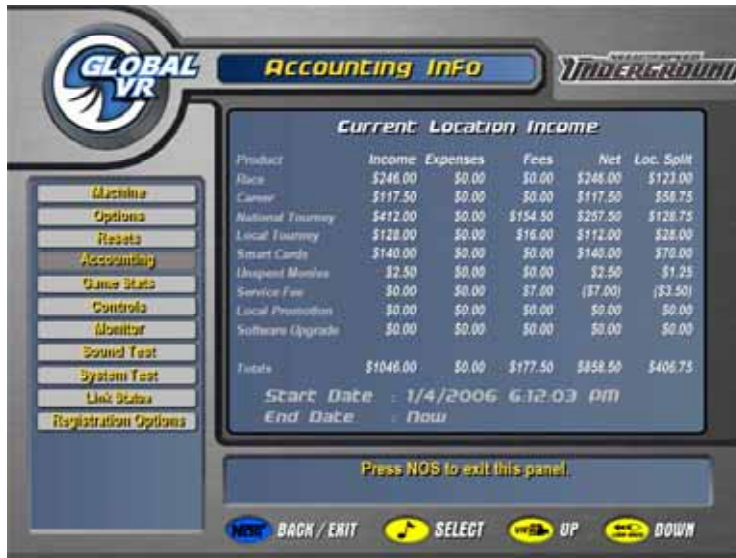 GLOBAL
VR
Accounting Info
UNDERGROUND
Current Location Income
Product Income Expenses Fees Net Loc. Split
Race $246.00 $0.00 $0.00 $246.00 $123.00
Career $117.50 $0.00 $0.00 $117.50 $58.75
National Tourney $412.00 $0.00 $154.50 $257.50 $128.75
Local Tourney $128.00 $0.00 $16.00 $112.00 $28.00
Smart Cards $140.00 $0.00 $0.00 $140.00 $70.00
Unspent Monies $2.50 $0.00 $0.00 $2.50 $1.25
Service Fee $0.00 $0.00 $7.00 ($7.00) ($3.50)
Local Promotion $0.00 $0.00 $0.00 $0.00 $0.00
Software Upgrade $0.00 $0.00 $0.00 $0.00 $0.00
Totals $1046.00 $0.00 $177.50 $858.50 $406.75
Start Date : 1/4/2006 6:12:03 PM
End Date : Now
Machine
Options
Resets
Accounting
Game Stats
Controls
Monitor
Sound Test
System Test
Link Status
Registration Options
Press NOS to exit this panel.
NOS BACK / EXIT SELECT UP DOWN